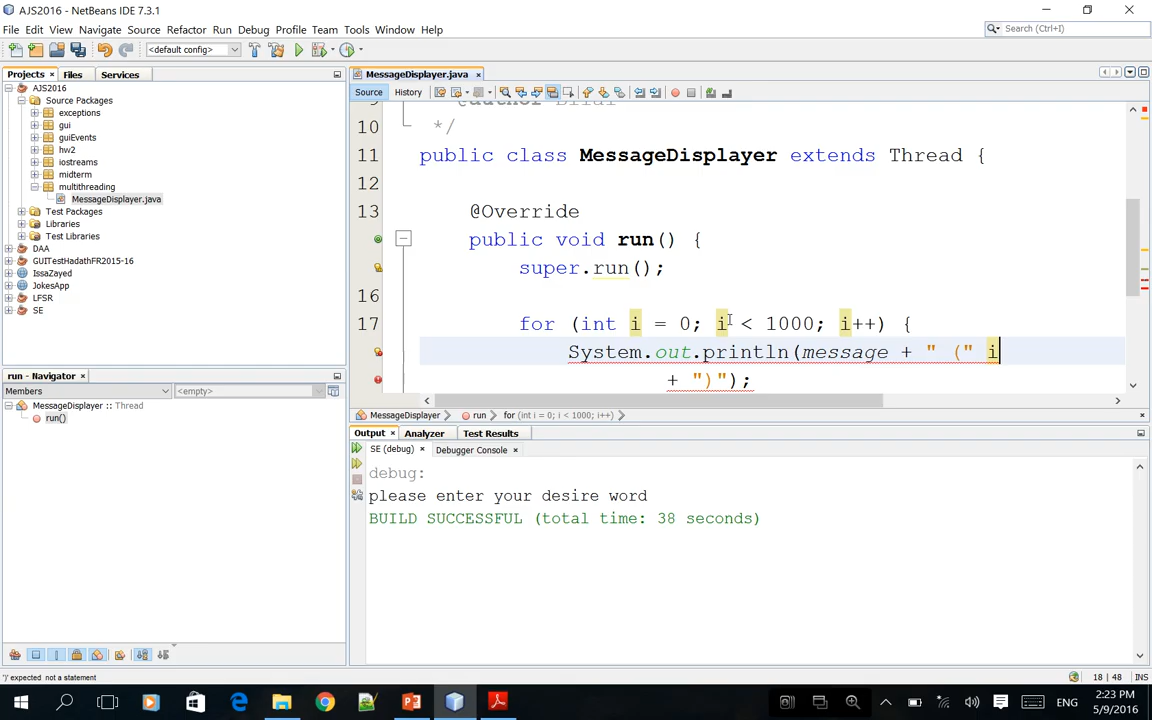 AJS2016 - NetBeans IDE 7.3.1
File Edit View Navigate Source Refactor Run Debug Profile Team Tools Window Help
Search (Ctrl+I)
<default config>
Projects Files Services
MessageDisplayer.java
AJS2016
Source Packages
exceptions
gui
guiEvents
hw2
iostreams
midterm
multithreading
MessageDisplayer.java
Test Packages
Libraries
Test Libraries
DAA
GUITestHadathFR2015-16
IssaZayed
JokesApp
LFSR
SE
Source History
10 */
11 public class MessageDisplayer extends Thread {
12
13 @Override
public void run() {
super.run();
16
17 for (int i = 0; i < 1000; i++) {
System.out.println(message + " (" i
+ ")");
run - Navigator
Members <empty>
MessageDisplayer :: Thread
run()
MessageDisplayer run for (int i = 0; i < 1000; i++)
Output Analyzer Test Results
SE (debug) Debugger Console
debug:
please enter your desire word
BUILD SUCCESSFUL (total time: 38 seconds)
')' expected not a statement
18 | 48 INS
ENG
2:23 PM
5/9/2016